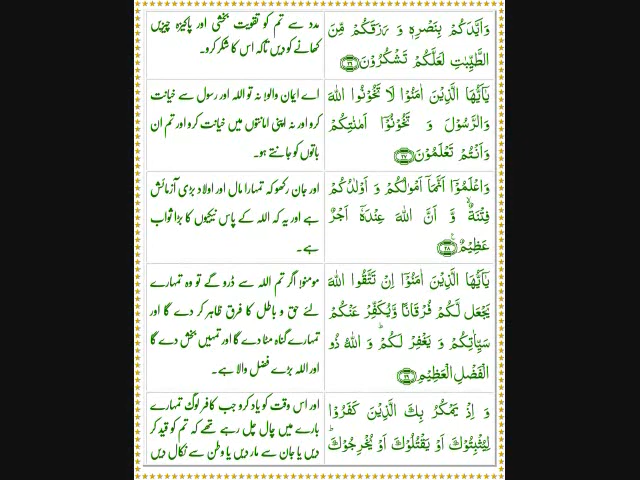 وَاَيَّدَكُمْ بِنَصْرِهٖ وَ رَزَقَكُمْ مِّنَ
الطَّيِّبٰتِ لَعَلَّكُمْ تَشْكُرُوْنَ ﴿۲۶﴾
مدد سے تم کو تقویت بخشی اور پاکیزہ چیزیں
کھانے کو دیں تاکہ اس کا شکر کرو۔
يٰۤاَيُّهَا الَّذِيْنَ اٰمَنُوْا لَا تَخُوْنُوا اللّٰهَ
وَالرَّسُوْلَ وَ تَخُوْنُوْۤا اَمٰنٰتِكُمْ
وَاَنْتُمْ تَعْلَمُوْنَ ﴿۲۷﴾
اے ایمان والو! نہ تو اللہ اور رسول سے خیانت
کرو اور نہ اپنی امانتوں میں خیانت کرو اور تم ان
باتوں کو جانتے ہو۔
وَاعْلَمُوْۤا اَنَّمَاۤ اَمْوَالُكُمْ وَ اَوْلَادُكُمْ
فِتْنَةٌ ۙ وَّ اَنَّ اللّٰهَ عِنْدَهٗۤ اَجْرٌ
عَظِيْمٌ ﴿۲۸﴾
اور جان رکھو کہ تمہارا مال اور اولاد بڑی آزمائش
ہے اور یہ کہ اللہ کے پاس نیکیوں کا بڑا ثواب
ہے۔
يٰۤاَيُّهَا الَّذِيْنَ اٰمَنُوْۤا اِنْ تَتَّقُوا اللّٰهَ
يَجْعَلْ لَّكُمْ فُرْقَانًا وَّيُكَفِّرْ عَنْكُمْ
سَيِّاٰتِكُمْ وَ يَغْفِرْ لَكُمْ ؕ وَ اللّٰهُ ذُو
الْفَضْلِ الْعَظِيْمِ ﴿۲۹﴾
مومنو! اگر تم اللہ سے ڈرو گے تو وہ تمہارے
لئے حق و باطل کا فرق ظاہر کر دے گا اور
تمہارے گناہ مٹا دے گا اور تمہیں بخش دے گا
اور اللہ بڑے فضل والا ہے۔
وَ اِذْ يَمْكُرُ بِكَ الَّذِيْنَ كَفَرُوْا
لِيُثْبِتُوْكَ اَوْ يَقْتُلُوْكَ اَوْ يُخْرِجُوْكَ ؕ
اور اس وقت کو یاد کرو جب کافر لوگ تمہارے
بارے میں چال چل رہے تھے کہ تم کو قید کر
دیں یا جان سے مار دیں یا وطن سے نکال دیں